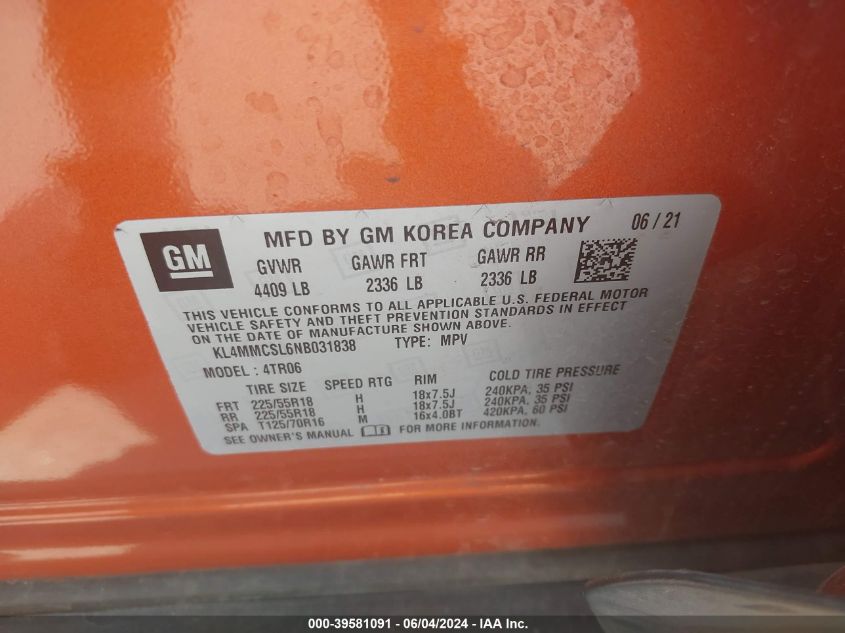 GM
MFD BY GM KOREA COMPANY 06 / 21
GVWR GAWR FRT GAWR RR
4409 LB 2336 LB 2336 LB
THIS VEHICLE CONFORMS TO ALL APPLICABLE U.S. FEDERAL MOTOR
VEHICLE SAFETY AND THEFT PREVENTION STANDARDS IN EFFECT
ON THE DATE OF MANUFACTURE SHOWN ABOVE.
KL4MMCSL6NB031838 TYPE: MPV
MODEL : 4TR06
TIRE SIZE SPEED RTG RIM COLD TIRE PRESSURE
FRT 225/55R18 H 18x7.5J 240KPA, 35 PSI
RR 225/55R18 H 18x7.5J 240KPA, 35 PSI
SPA T125/70R16 M 16x4.0BT 420KPA, 60 PSI
SEE OWNER'S MANUAL FOR MORE INFORMATION.
000-39581091 - 06/04/2024 - IAA Inc.